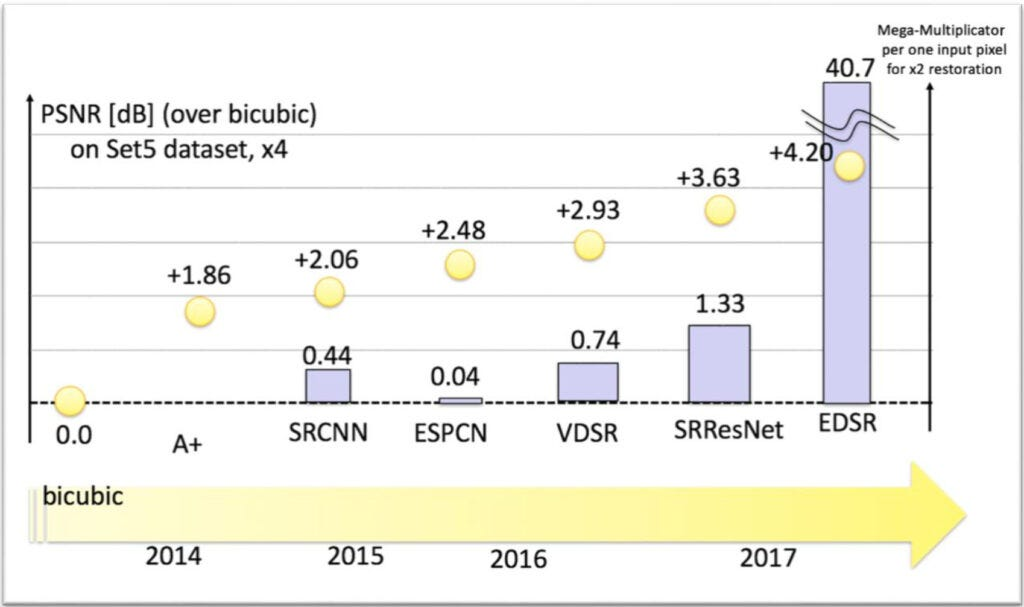 Mega-Multiplicator
per one input pixel
for x2 restoration
40.7
PSNR [dB] (over bicubic)
on Set5 dataset, x4
+4.20
+3.63
+2.93
+2.48
+2.06
+1.86
1.33
0.74
0.44
0.04
0.0
A+
SRCNN
ESPCN
VDSR
SRResNet
EDSR
bicubic
2014
2015
2016
2017